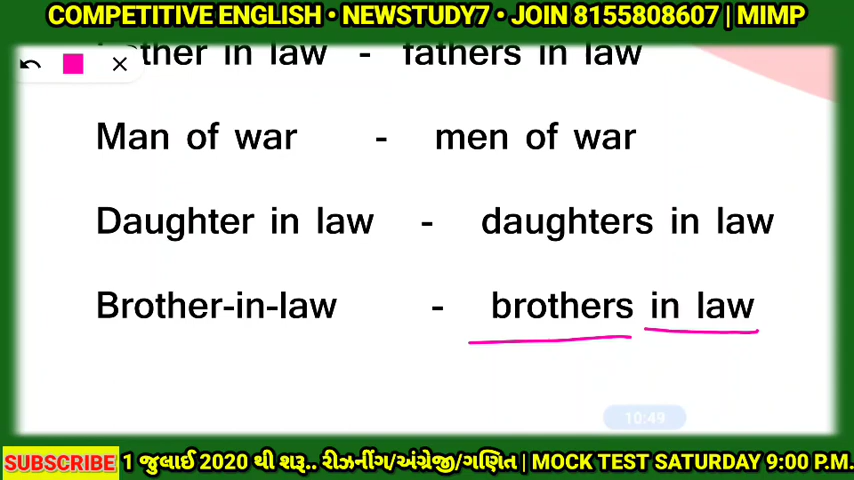 COMPETITIVE ENGLISH • NEWSTUDY7 • JOIN 8155808607 | MIMP
in law - fathers in law
Man of war - men of war
Daughter in law - daughters in law
Brother-in-law - brothers in law
10:49
SUBSCRIBE 1 જુલાઈ 2020 થી શરૂ.. રીઝનીંગ/અંગ્રેજી/ગણિત | MOCK TEST SATURDAY 9:00 P.M.